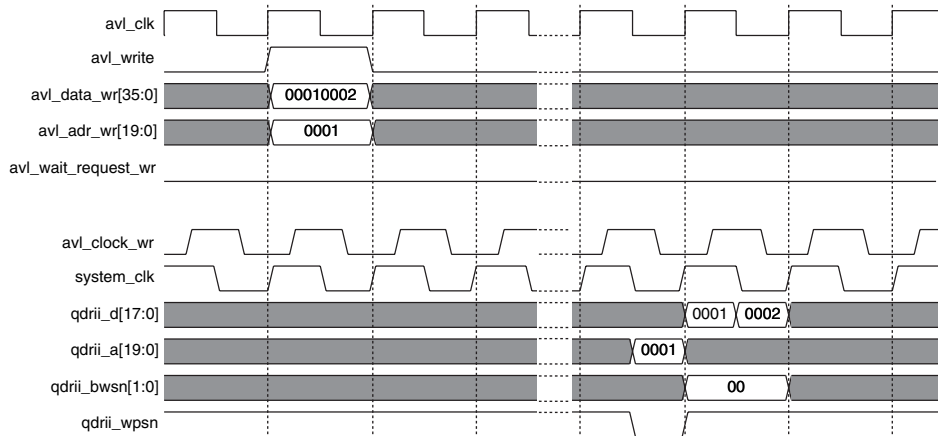 avl_clk
avl_write
avl_data_wr[35:0] 00010002
avl_adr_wr[19:0] 0001
avl_wait_request_wr
avl_clock_wr
system_clk
qdrii_d[17:0] 0001 0002
qdrii_a[19:0] 0001
qdrii_bwsn[1:0] 00
qdrii_wpsn